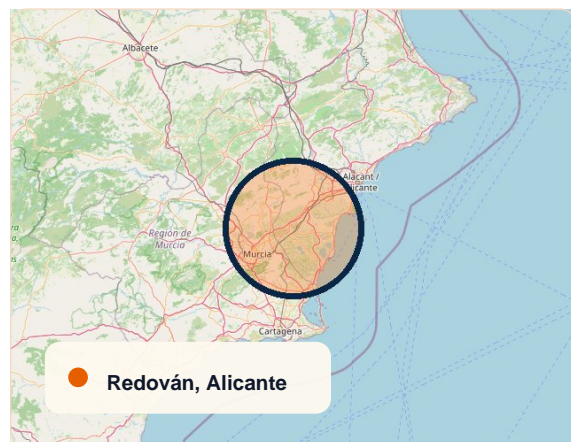 Albacete
Alacant /
Alicante
Región de
Murcia
Murcia
Cartagena
Redován, Alicante